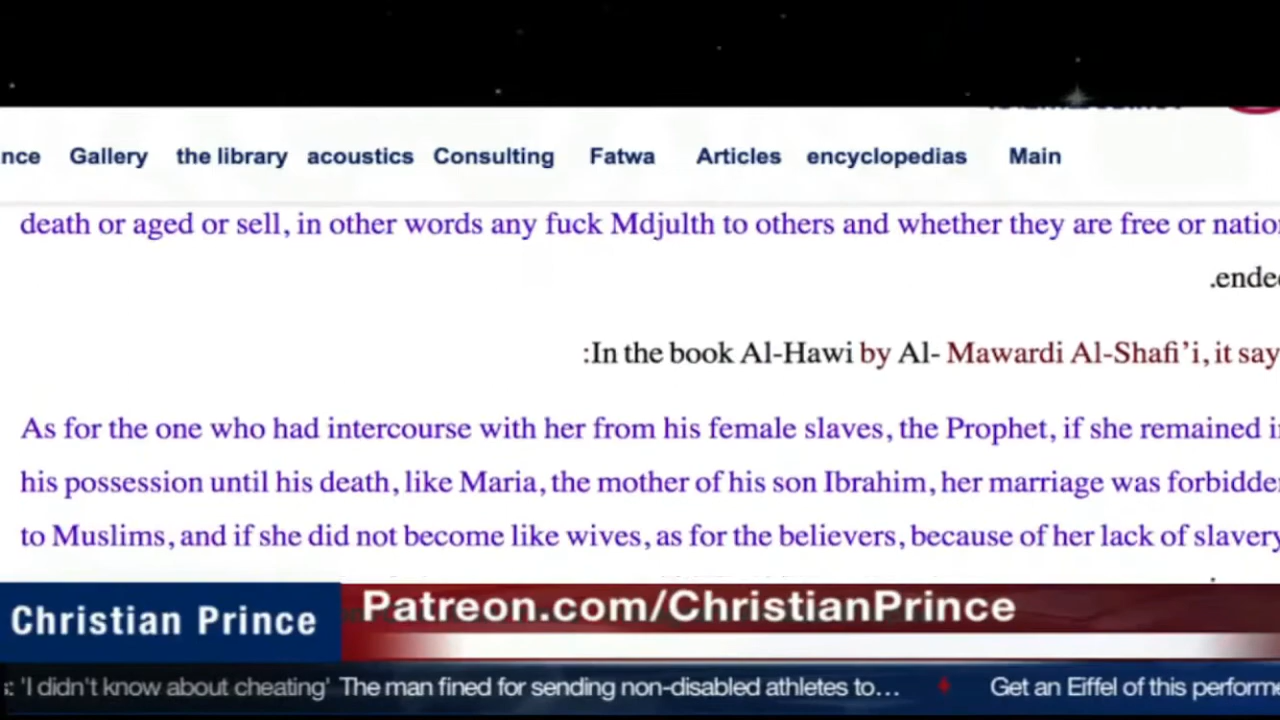 nce Gallery the library acoustics Consulting Fatwa Articles encyclopedias Main
death or aged or sell, in other words any fuck Mdjulth to others and whether they are free or natio
.ende
:In the book Al-Hawi by Al- Mawardi Al-Shafi’i, it say
As for the one who had intercourse with her from his female slaves, the Prophet, if she remained i
his possession until his death, like Maria, the mother of his son Ibrahim, her marriage was forbidde
to Muslims, and if she did not become like wives, as for the believers, because of her lack of slavery
Christian Prince
Patreon.com/ChristianPrince
s: 'I didn't know about cheating' The man fined for sending non-disabled athletes to… Get an Eiffel of this performe